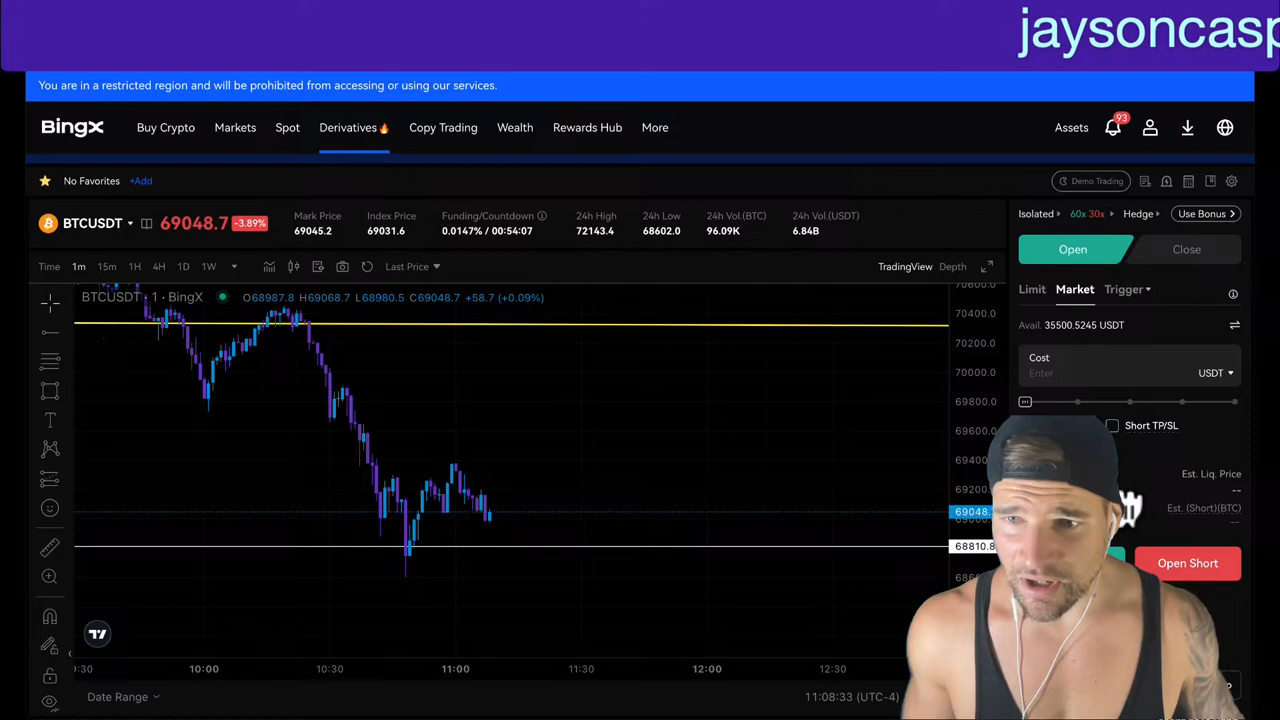 jaysoncasp
You are in a restricted region and will be prohibited from accessing or using our services.
BingX Buy Crypto Markets Spot Derivatives🔥 Copy Trading Wealth Rewards Hub More Assets 93
No Favorites +Add Demo Trading
BTCUSDT 69048.7 -3.89%
Mark Price Index Price Funding/Countdown 24h High 24h Low 24h Vol.(BTC) 24h Vol.(USDT)
69045.2 69031.6 0.0147% / 00:54:07 72143.4 68602.0 96.09K 6.84B
Isolated 60x 30x Hedge Use Bonus
Open Close
Time 1m 15m 1H 4H 1D 1W Last Price TradingView Depth
Limit Market Trigger
BTCUSDT · 1 · BingX O68987.8 H69068.7 L68980.5 C69048.7 +58.7 (+0.09%)
70400.0
70200.0
70000.0
69800.0
69600.0
69400
69200
69048.
68810.8
Avail. 35500.5245 USDT
Cost
Enter USDT
Short TP/SL
Est. Liq. Price
--
Est. (Short)(BTC)
--
Open Short
10:00 10:30 11:00 11:30 12:00 12:30
Date Range 11:08:33 (UTC-4)